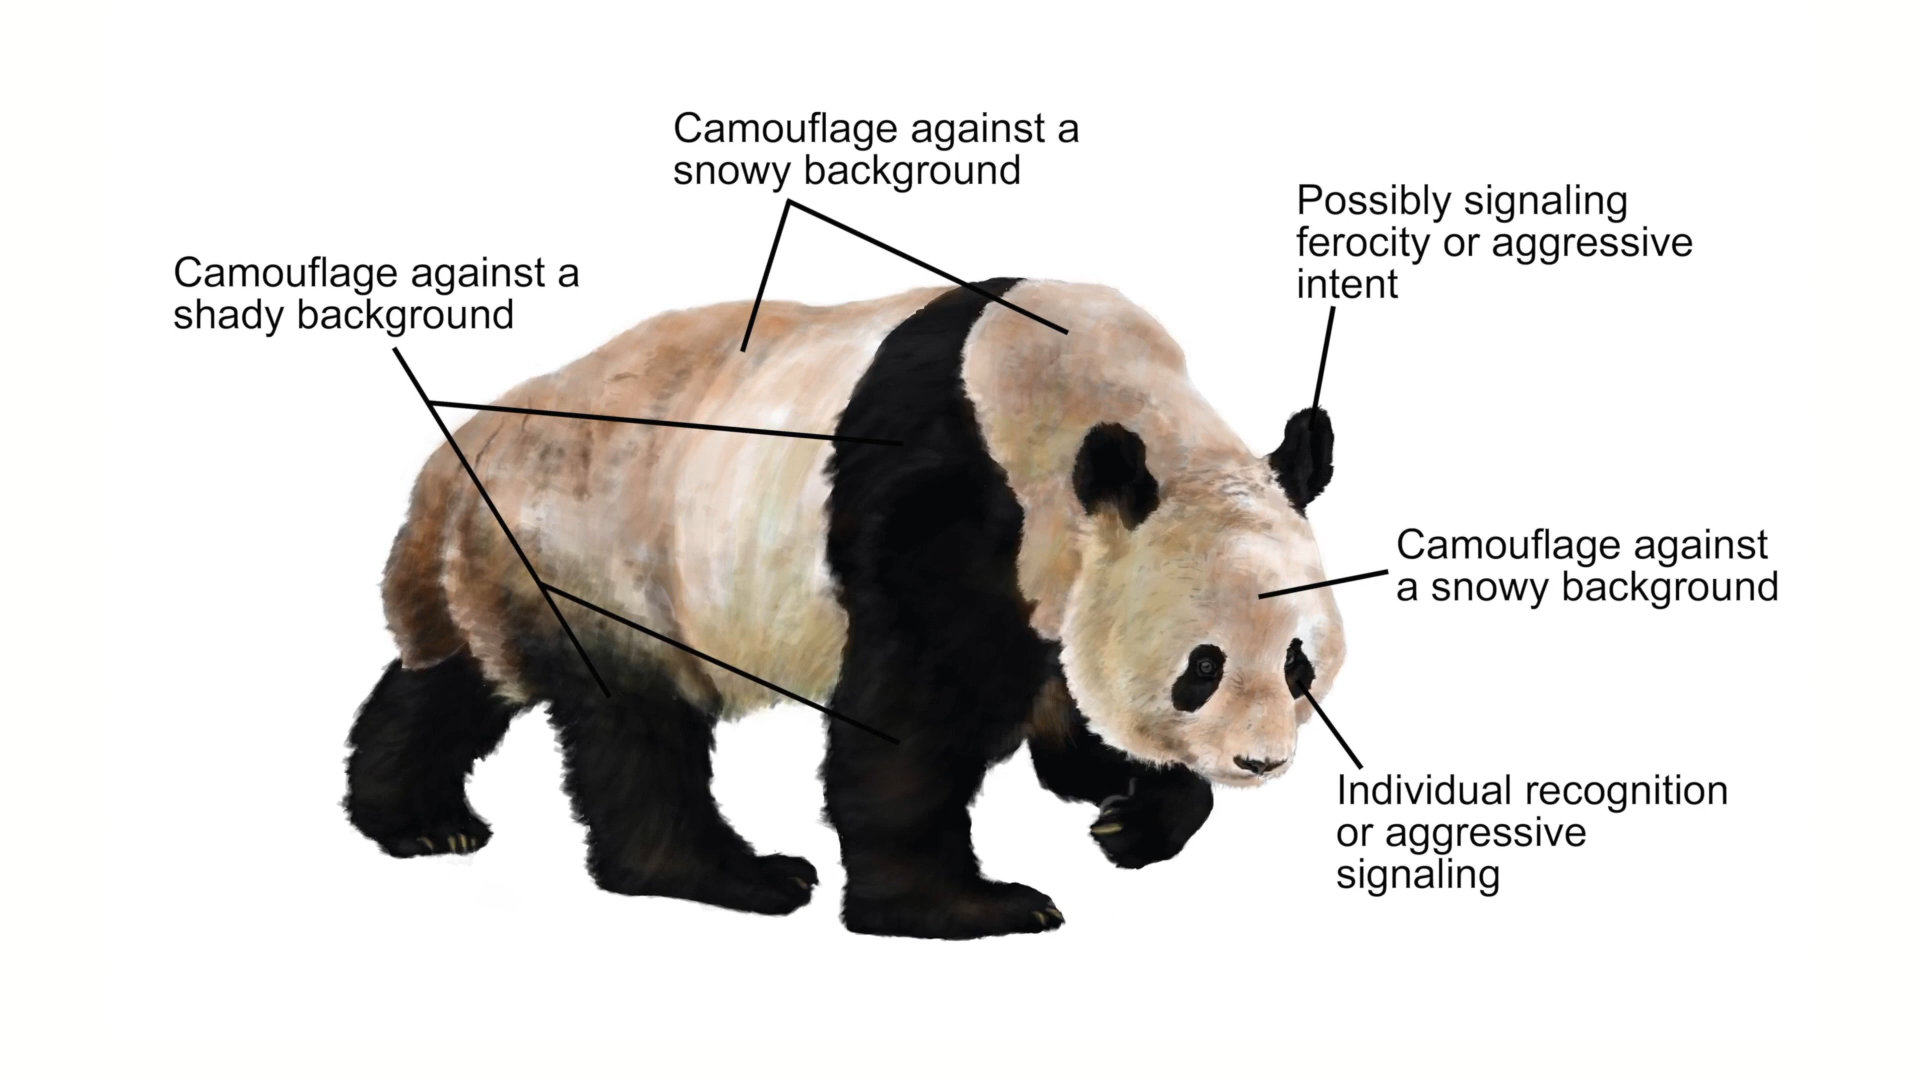 Camouflage against a
snowy background
Possibly signaling
ferocity or aggressive
intent
Camouflage against a
shady background
Camouflage against
a snowy background
Individual recognition
or aggressive
signaling